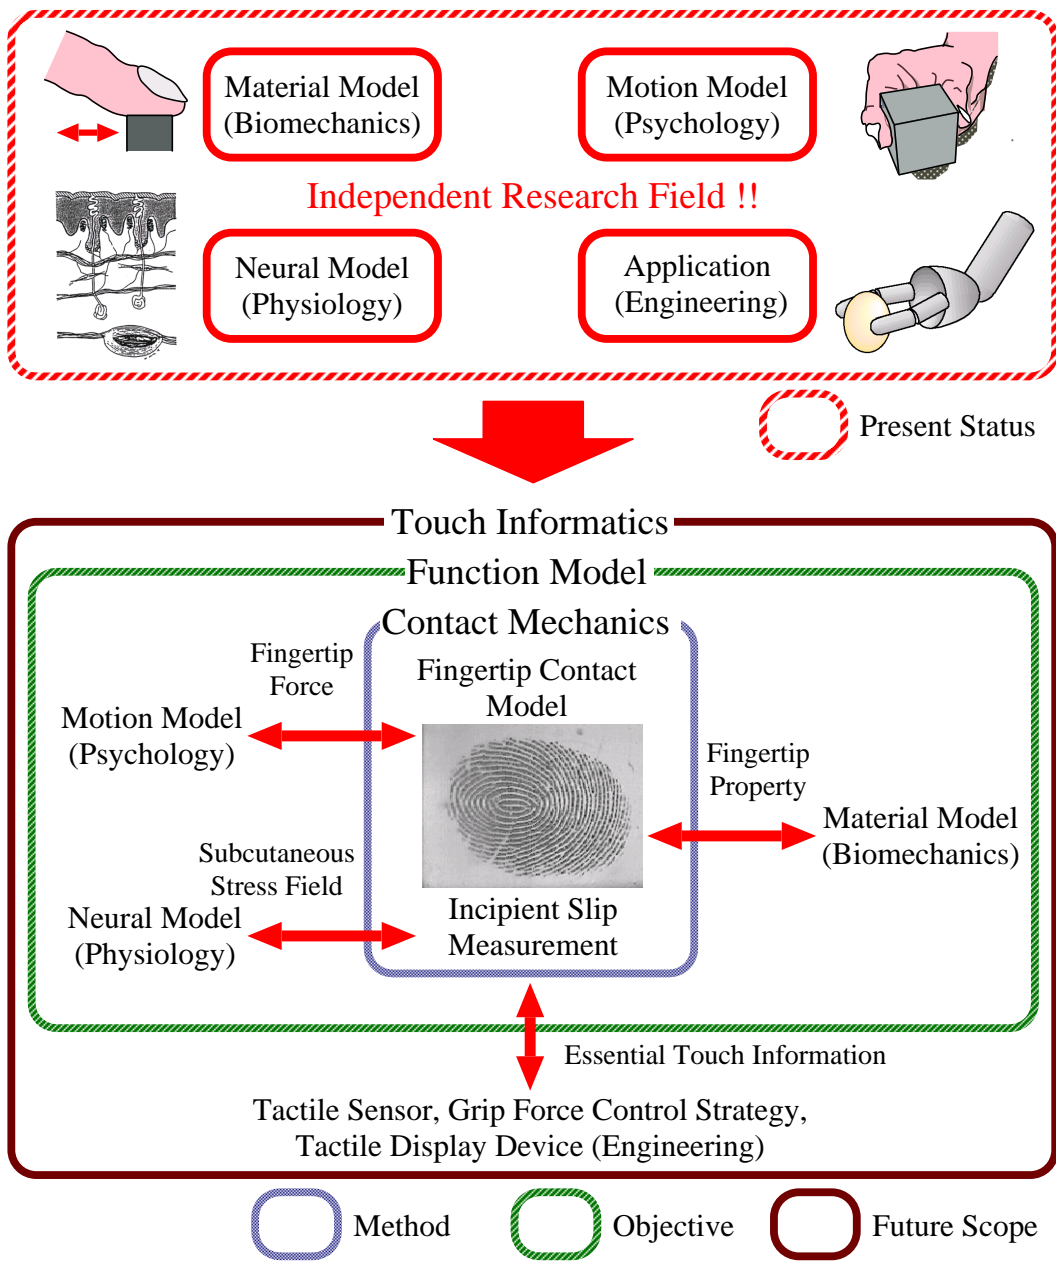 Material Model
(Biomechanics)
Motion Model
(Psychology)
Independent Research Field !!
Neural Model
(Physiology)
Application
(Engineering)
Present Status
Touch Informatics
Function Model
Contact Mechanics
Fingertip
Force
Fingertip Contact
Model
Motion Model
(Psychology)
Fingertip
Property
Material Model
(Biomechanics)
Subcutaneous
Stress Field
Neural Model
(Physiology)
Incipient Slip
Measurement
Essential Touch Information
Tactile Sensor, Grip Force Control Strategy,
Tactile Display Device (Engineering)
Method
Objective
Future Scope